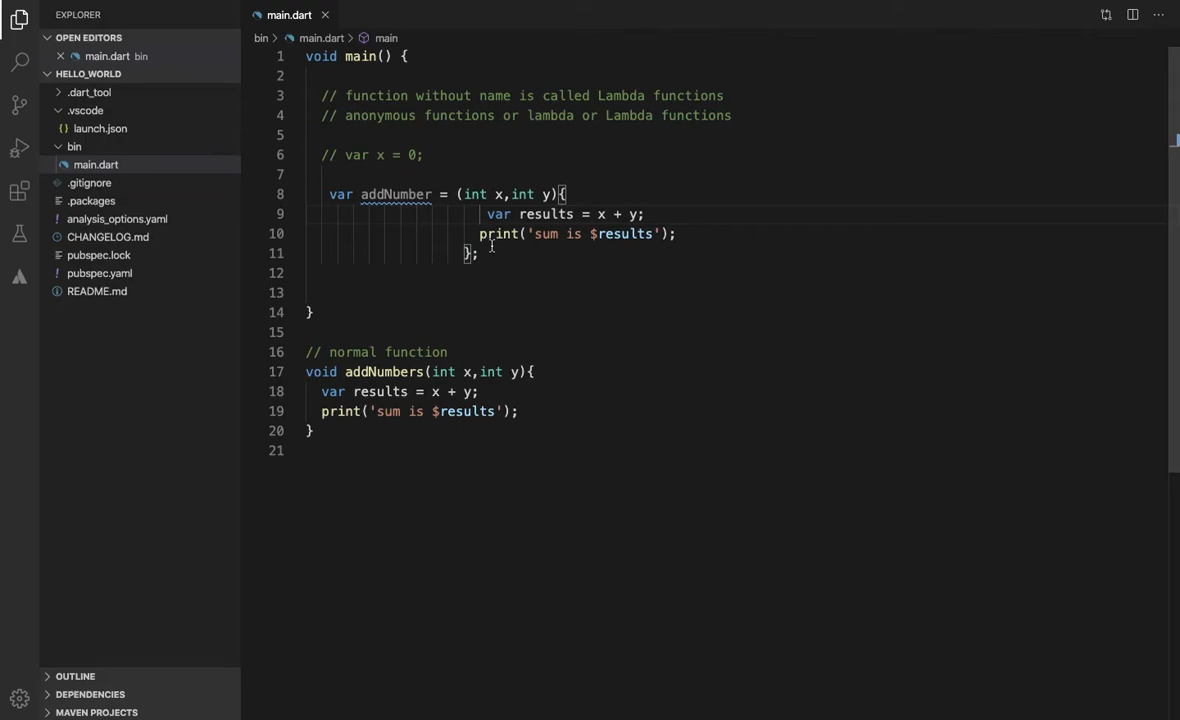 EXPLORER
OPEN EDITORS
main.dart bin
HELLO_WORLD
.dart_tool
.vscode
{} launch.json
bin
main.dart
.gitignore
.packages
! analysis_options.yaml
CHANGELOG.md
pubspec.lock
! pubspec.yaml
README.md
OUTLINE
DEPENDENCIES
MAVEN PROJECTS
main.dart
bin > main.dart > main
1 void main() {
2
3 // function without name is called Lambda functions
4 // anonymous functions or lambda or Lambda functions
5
6 // var x = 0;
7
8 var addNumber = (int x,int y){
9 var results = x + y;
10 print('sum is $results');
11 };
12
13
14 }
15
16 // normal function
17 void addNumbers(int x,int y){
18 var results = x + y;
19 print('sum is $results');
20 }
21